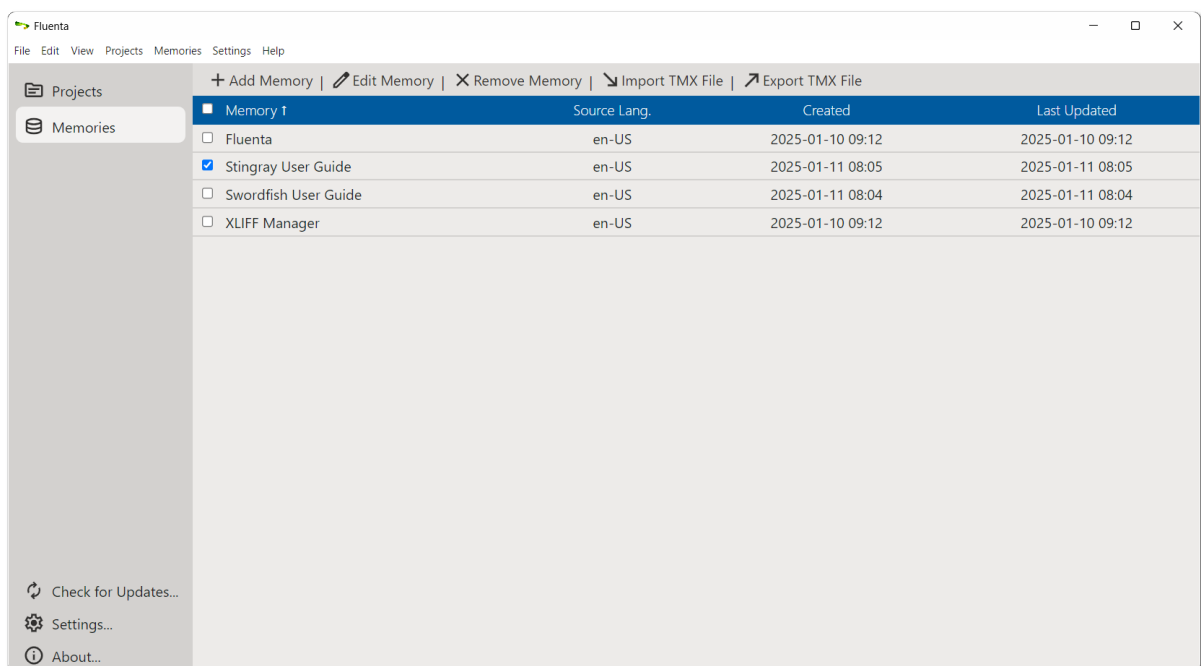 Fluenta
File Edit View Projects Memories Settings Help
Projects
Memories
Add Memory | Edit Memory | Remove Memory | Import TMX File | Export TMX File
Memory ↑ Source Lang. Created Last Updated
Fluenta en-US 2025-01-10 09:12 2025-01-10 09:12
Stingray User Guide en-US 2025-01-11 08:05 2025-01-11 08:05
Swordfish User Guide en-US 2025-01-11 08:04 2025-01-11 08:04
XLIFF Manager en-US 2025-01-10 09:12 2025-01-10 09:12
Check for Updates...
Settings...
About...